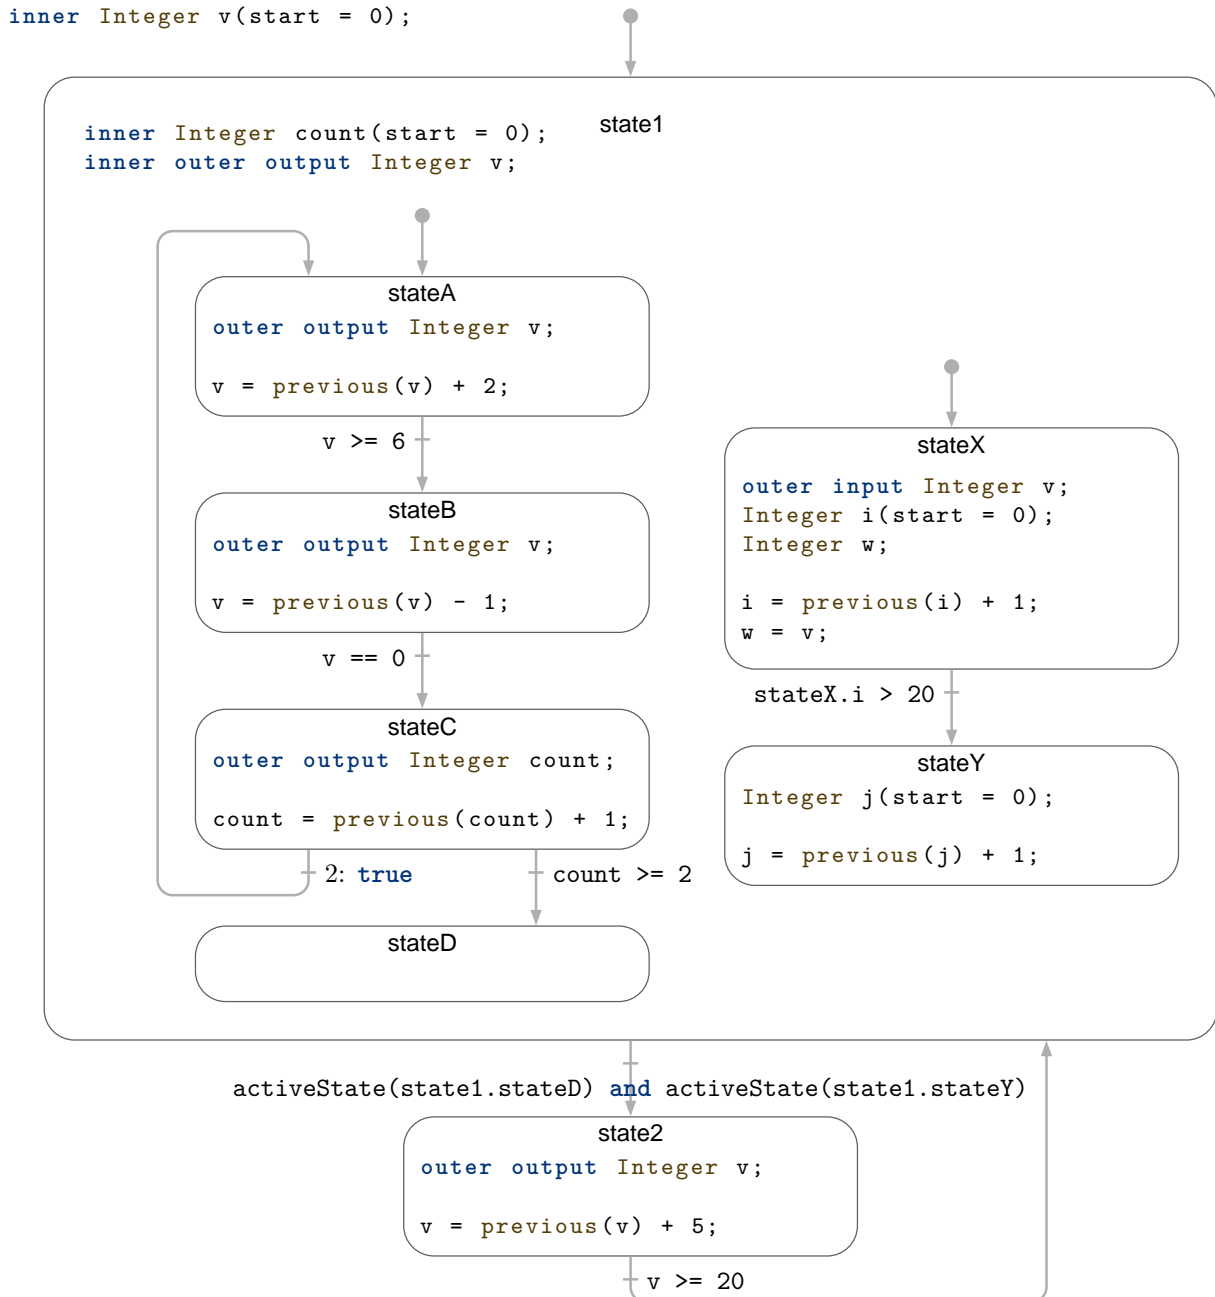 inner Integer v(start = 0);
state1
inner Integer count(start = 0);
inner outer output Integer v;
stateA
outer output Integer v;
v = previous(v) + 2;
v >= 6
stateB
outer output Integer v;
v = previous(v) - 1;
v == 0
stateC
outer output Integer count;
count = previous(count) + 1;
2: true
count >= 2
stateD
stateX
outer input Integer v;
Integer i(start = 0);
Integer w;
i = previous(i) + 1;
w = v;
stateX.i > 20
stateY
Integer j(start = 0);
j = previous(j) + 1;
activeState(state1.stateD) and activeState(state1.stateY)
state2
outer output Integer v;
v = previous(v) + 5;
v >= 20